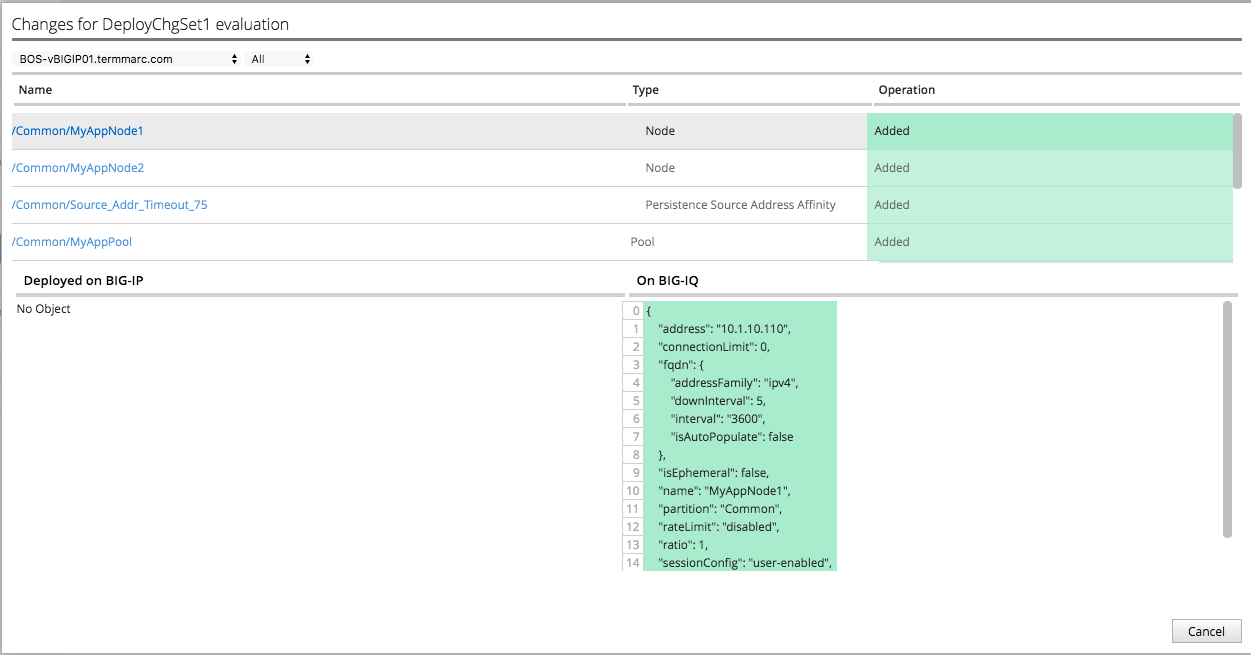 Changes for DeployChgSet1 evaluation
BOS-vBIGIP01.termmarc.com All
Name Type Operation
/Common/MyAppNode1 Node Added
/Common/MyAppNode2 Node Added
/Common/Source_Addr_Timeout_75 Persistence Source Address Affinity Added
/Common/MyAppPool Pool Added
Deployed on BIG-IP On BIG-IQ
No Object
0 {
1 "address": "10.1.10.110",
2 "connectionLimit": 0,
3 "fqdn": {
4 "addressFamily": "ipv4",
5 "downInterval": 5,
6 "interval": "3600",
7 "isAutoPopulate": false
8 },
9 "isEphemeral": false,
10 "name": "MyAppNode1",
11 "partition": "Common",
12 "rateLimit": "disabled",
13 "ratio": 1,
14 "sessionConfig": "user-enabled",
Cancel